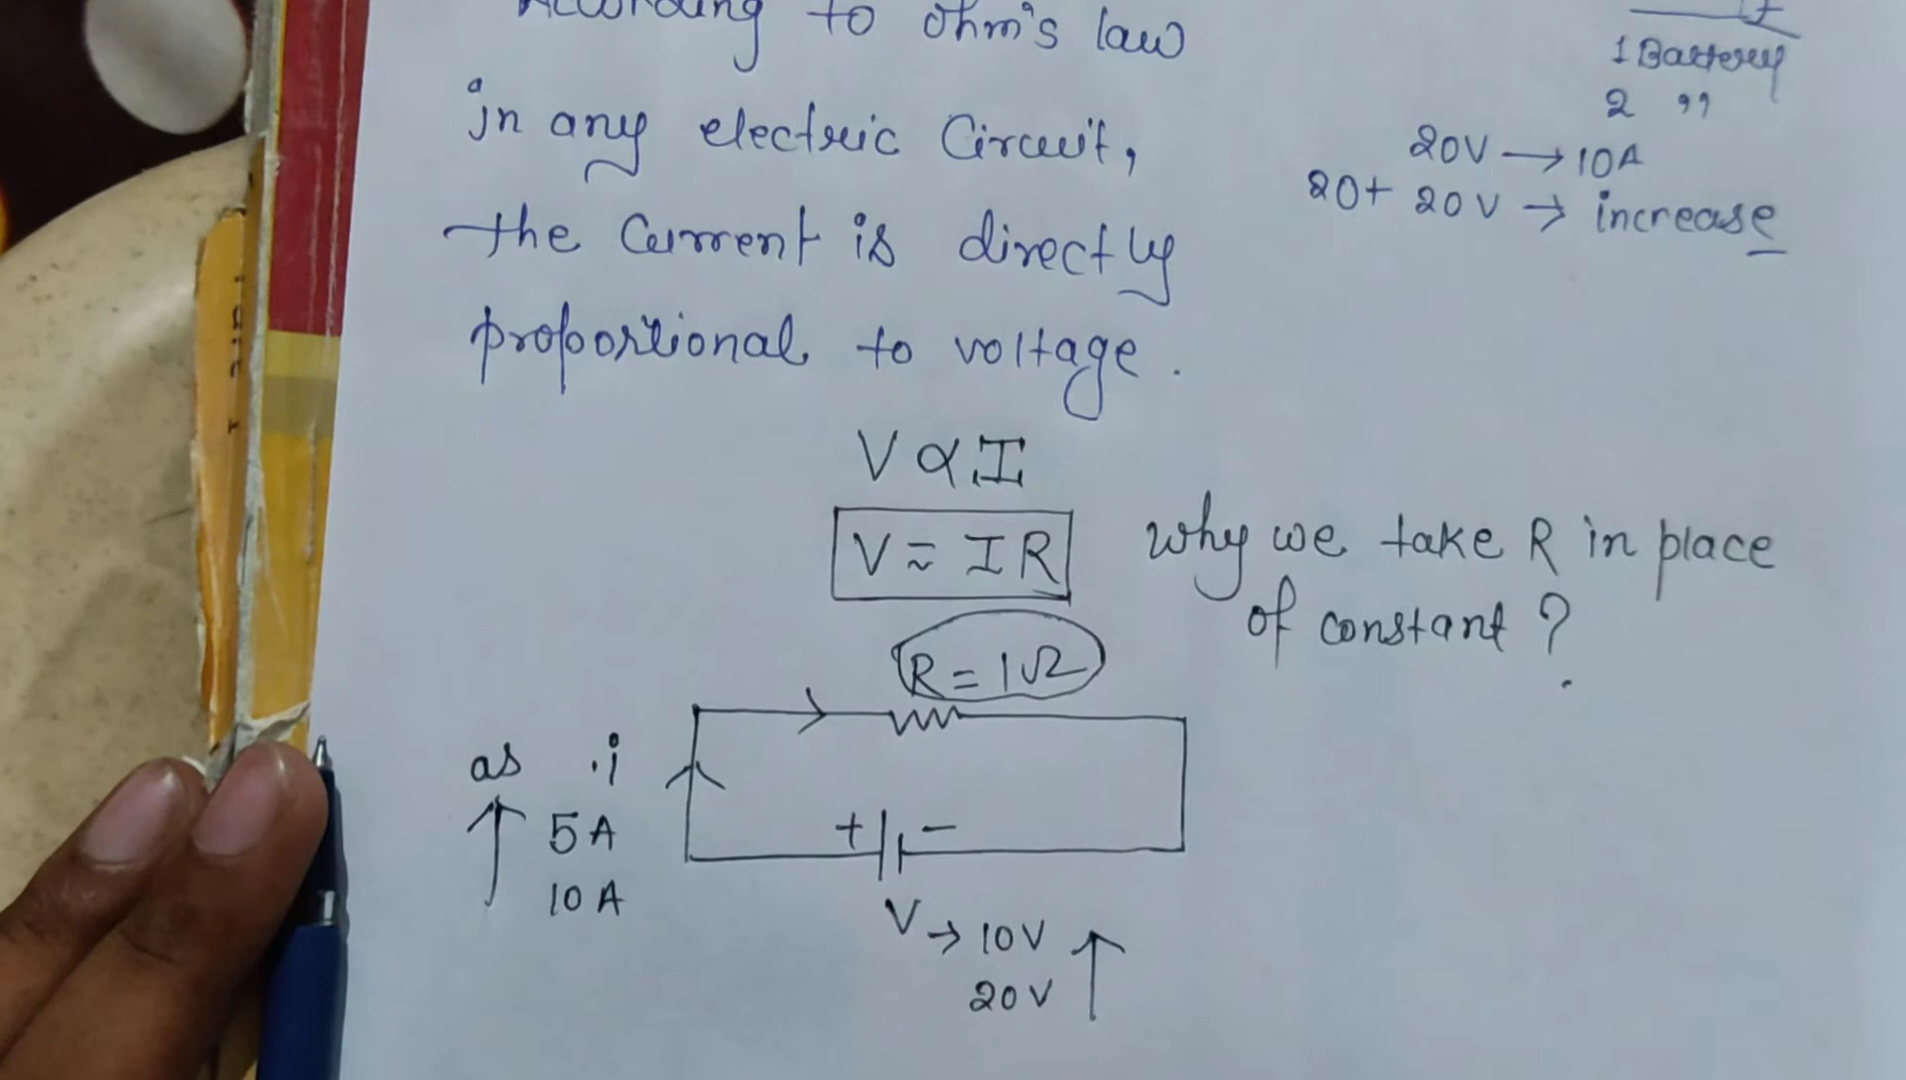 According to ohm's law
in any electric Circuit,
the Current is directly
proportional to voltage.
1 Battery
2 ,,
20V → 10A
20+ 20V → increase
V ∝ I
V = IR
why we take R in place
of constant ?
R = 1Ω
as i
↑ 5A
10A
+ -
V → 10V ↑
20V